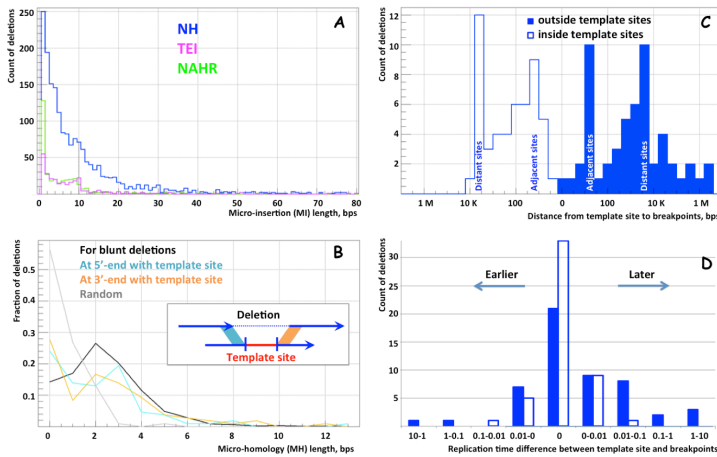 A
NH
TEI
NAHR
Count of deletions
250
200
150
100
50
0
10
20
30
40
50
60
70
80
Micro-insertion (MI) length, bps
B
For blunt deletions
At 5’-end with template site
At 3’-end with template site
Random
Deletion
Template site
Fraction of deletions
0.5
0.4
0.3
0.2
0.1
0
2
4
6
8
10
12
Micro-homology (MH) length, bps
C
outside template sites
inside template sites
Count of deletions
12
10
8
6
4
2
Distant sites
Adjacent sites
Adjacent sites
Distant sites
1 M
10 K
100
0
100
10 K
1 M
Distance from template site to breakpoints, bps
D
Earlier
Later
Count of deletions
30
25
20
15
10
5
10-1
1-0.1
0.1-0.01
0.01-0
0
0-0.001
0.01-0.1
0.1-1
1-10
Replication time difference between template site and breakpoints